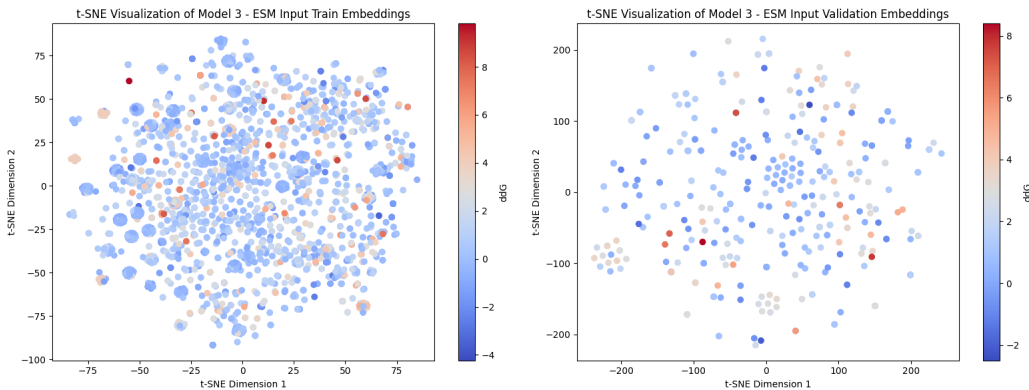 t-SNE Visualization of Model 3 - ESM Input Train Embeddings
75
50
25
0
−25
−50
−75
−100
t-SNE Dimension 2
−75 −50 −25 0 25 50 75
t-SNE Dimension 1
8
6
4
2
0
−2
−4
ddG
t-SNE Visualization of Model 3 - ESM Input Validation Embeddings
200
100
0
−100
−200
t-SNE Dimension 2
−200 −100 0 100 200
t-SNE Dimension 1
8
6
4
2
0
−2
ddG